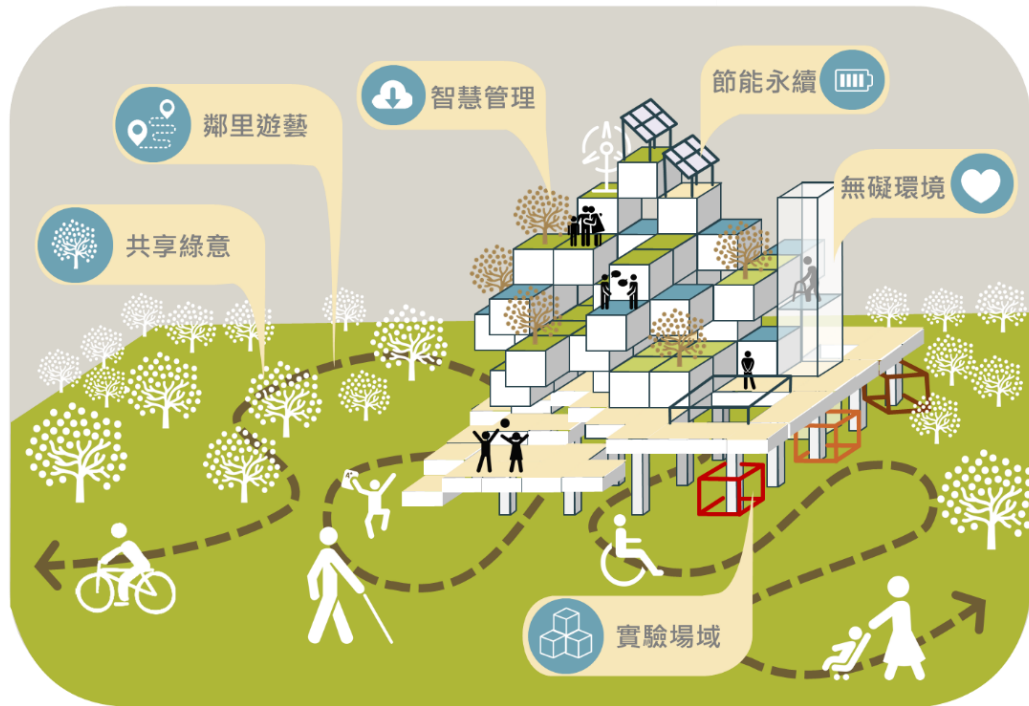 節能永續
智慧管理
鄰里遊藝
無礙環境
共享綠意
實驗場域